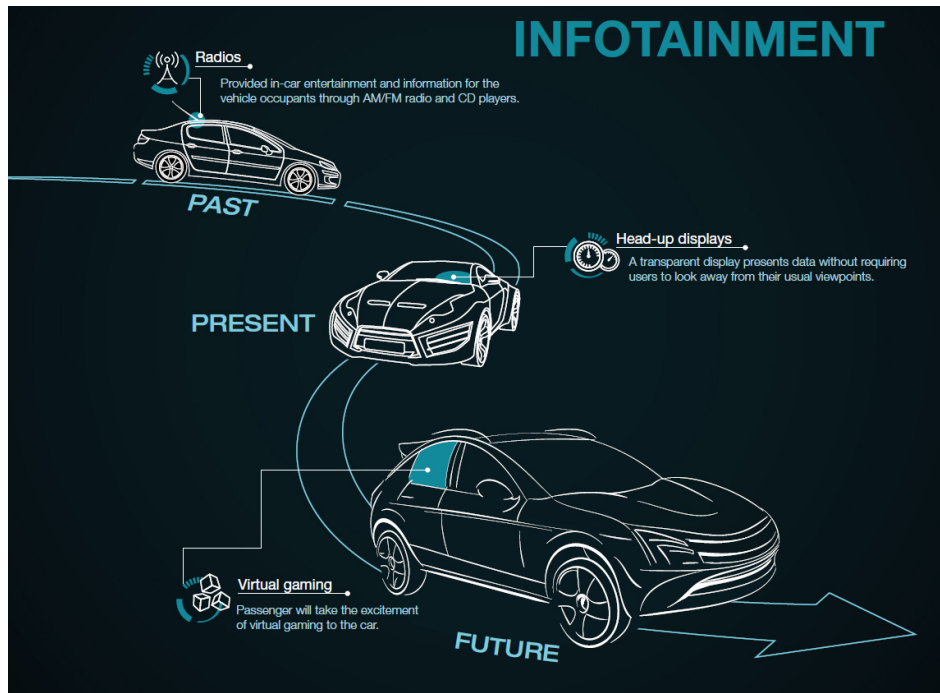 INFOTAINMENT
Radios
Provided in-car entertainment and information for the
vehicle occupants through AM/FM radio and CD players.
PAST
Head-up displays
A transparent display presents data without requiring
users to look away from their usual viewpoints.
PRESENT
Virtual gaming
Passenger will take the excitement
of virtual gaming to the car.
FUTURE